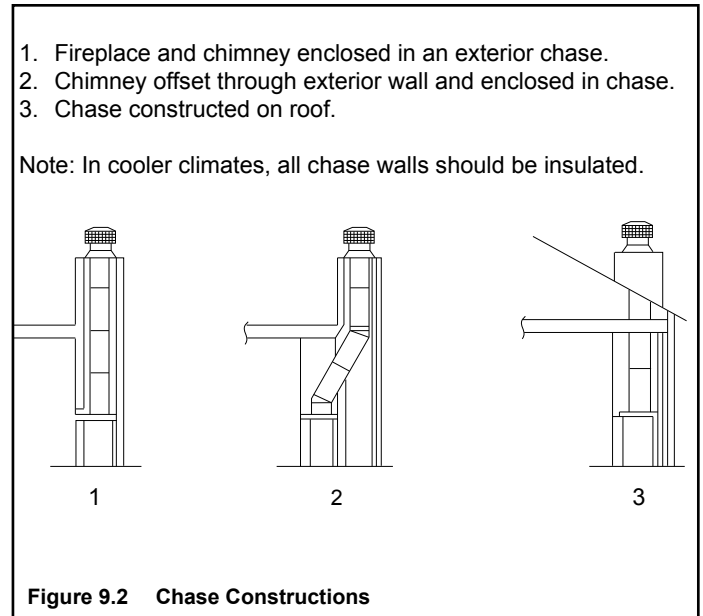 1. Fireplace and chimney enclosed in an exterior chase.
2. Chimney offset through exterior wall and enclosed in chase.
3. Chase constructed on roof.
Note: In cooler climates, all chase walls should be insulated.
1 2 3
Figure 9.2 Chase Constructions